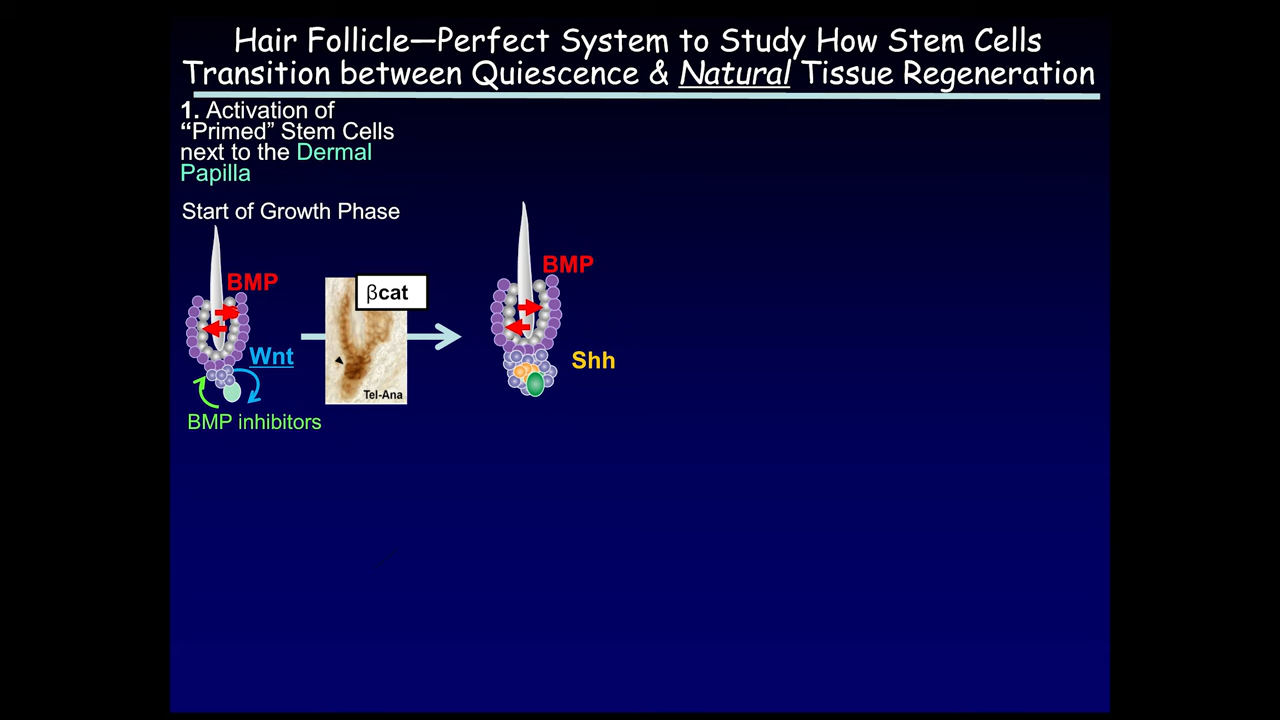 Hair Follicle—Perfect System to Study How Stem Cells
Transition between Quiescence & Natural Tissue Regeneration
1. Activation of
“Primed” Stem Cells
next to the Dermal
Papilla
Start of Growth Phase
BMP
βcat
BMP
Wnt
Shh
Tel-Ana
BMP inhibitors